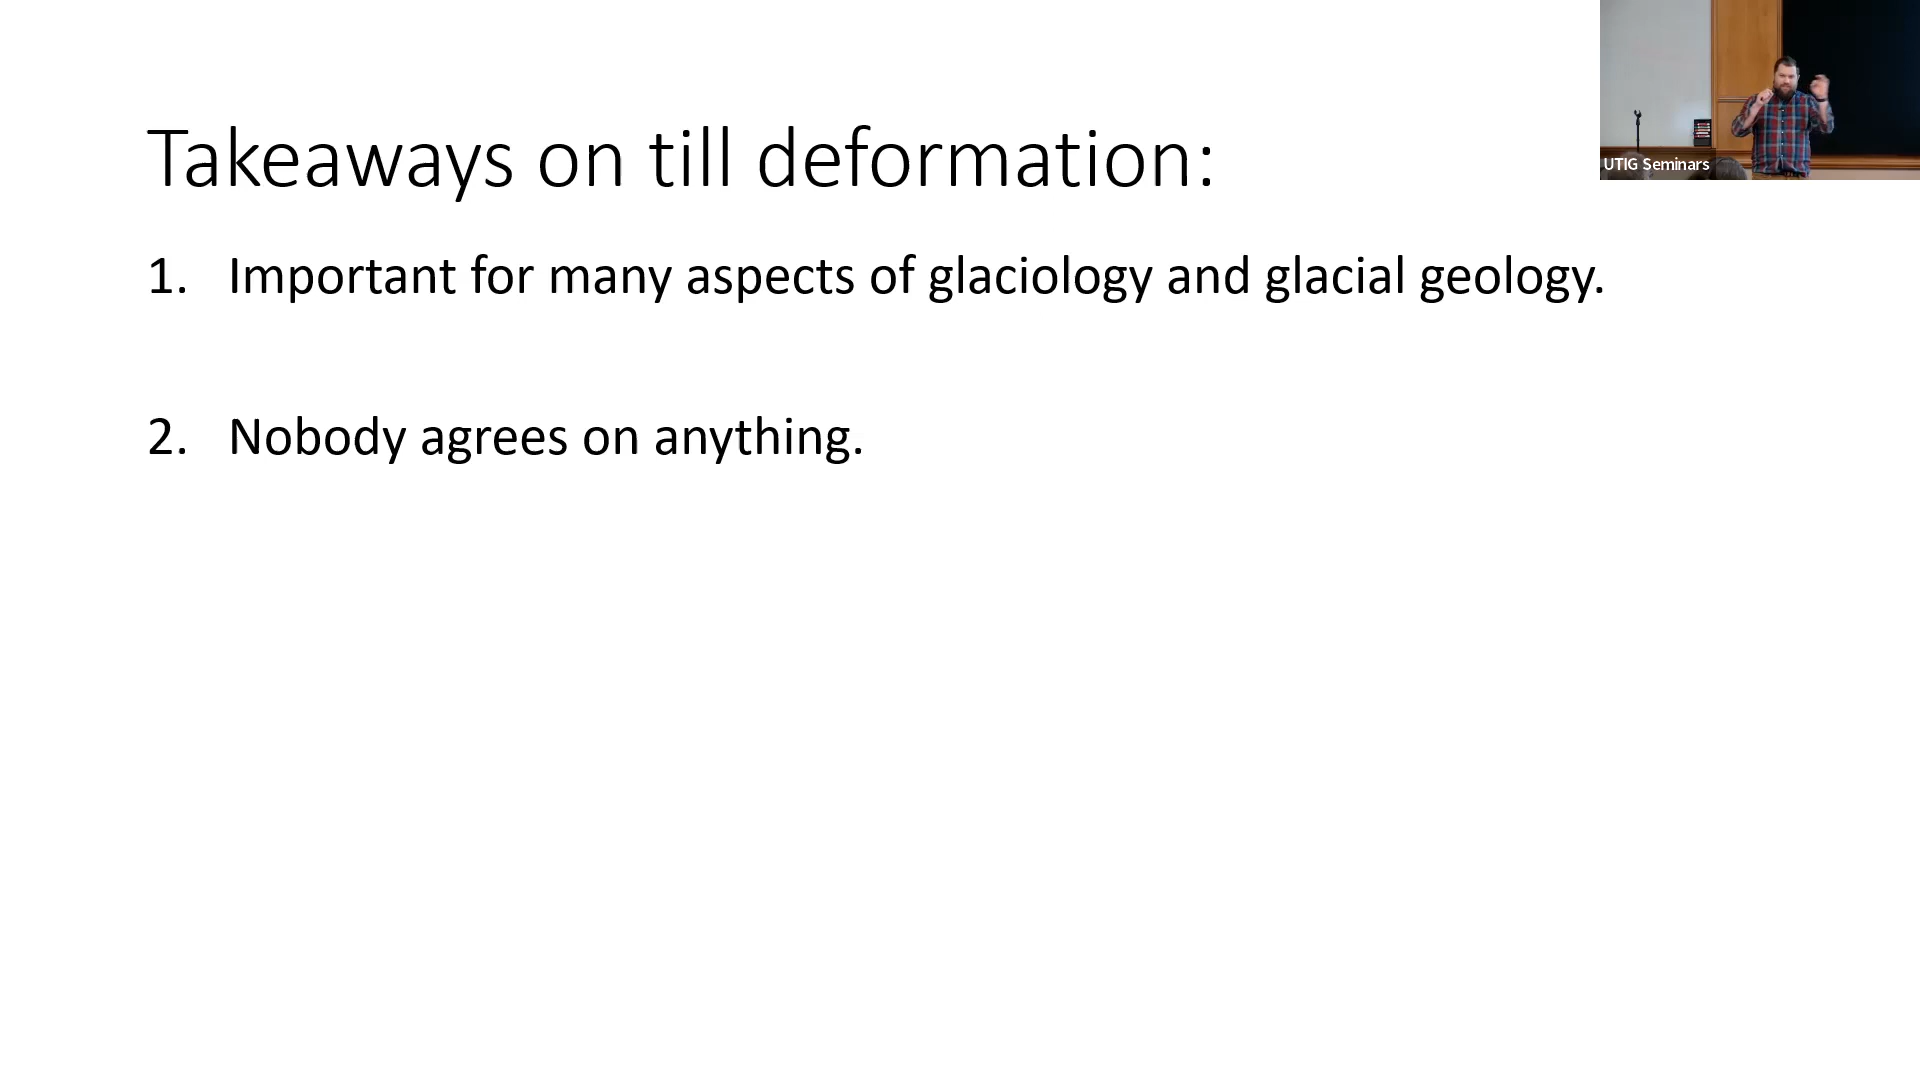 Takeaways on till deformation:
1. Important for many aspects of glaciology and glacial geology.
2. Nobody agrees on anything.
UTIG Seminars